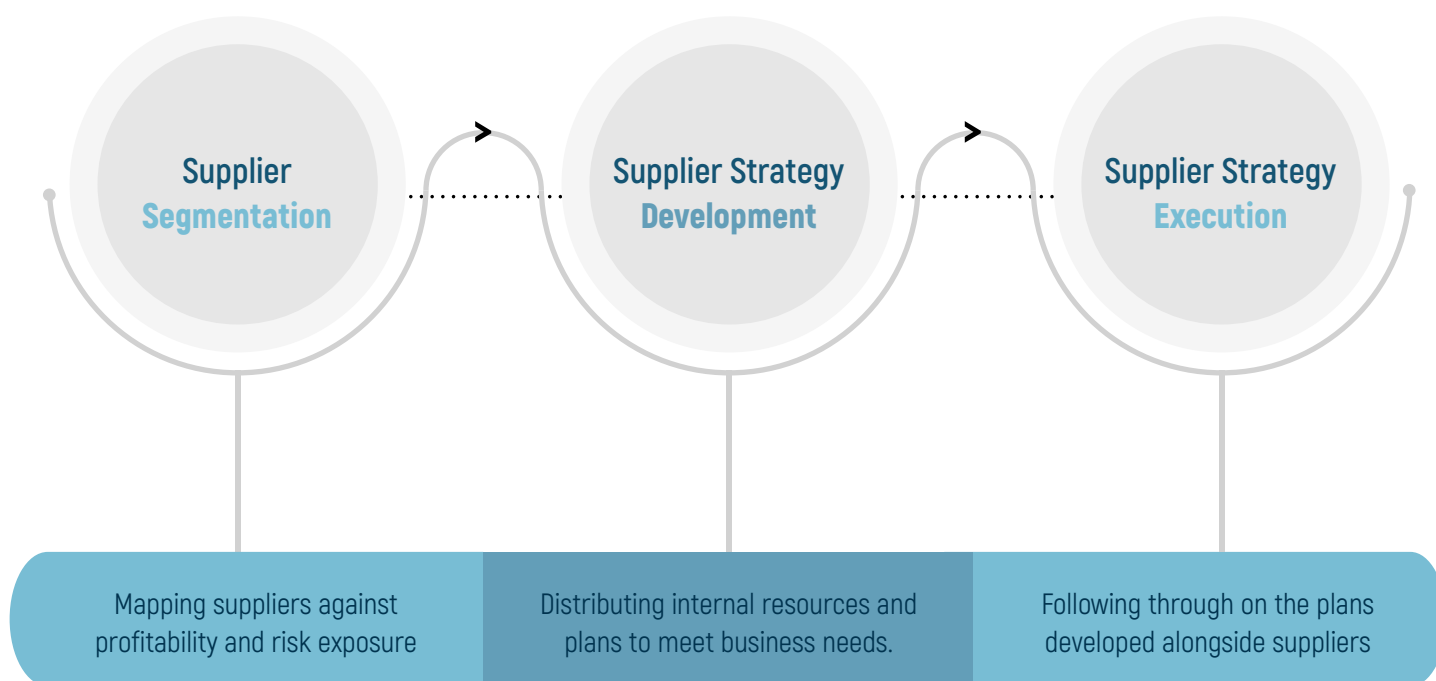 Supplier
Segmentation
Supplier Strategy
Development
Supplier Strategy
Execution
Mapping suppliers against
profitability and risk exposure
Distributing internal resources and
plans to meet business needs.
Following through on the plans
developed alongside suppliers